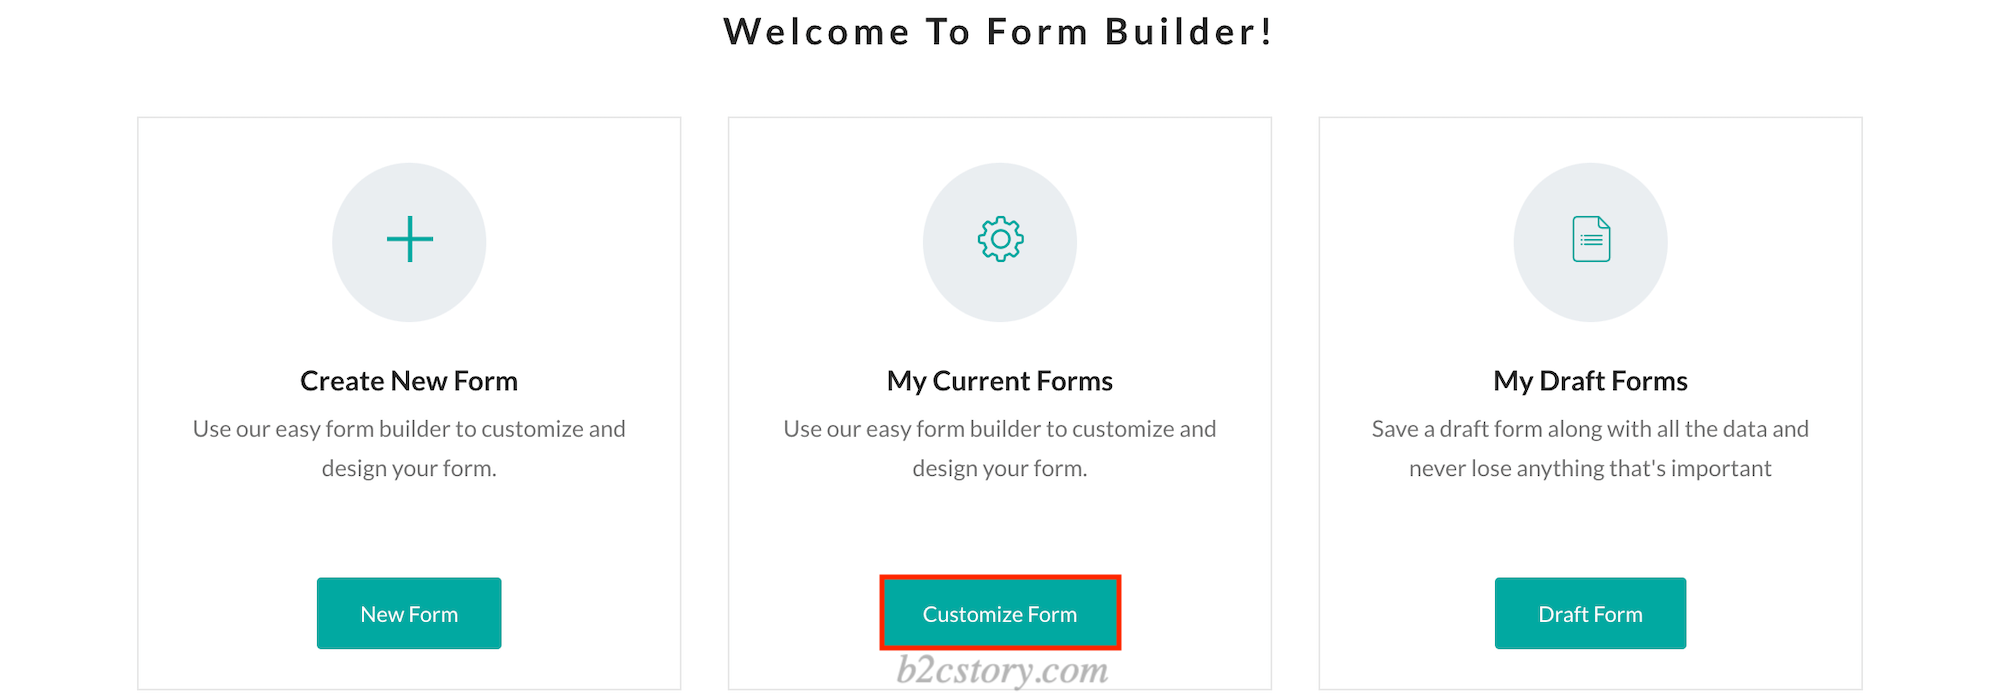 Welcome To Form Builder!
Create New Form
Use our easy form builder to customize and
design your form.
New Form
My Current Forms
Use our easy form builder to customize and
design your form.
Customize Form
b2cstory.com
My Draft Forms
Save a draft form along with all the data and
never lose anything that's important
Draft Form